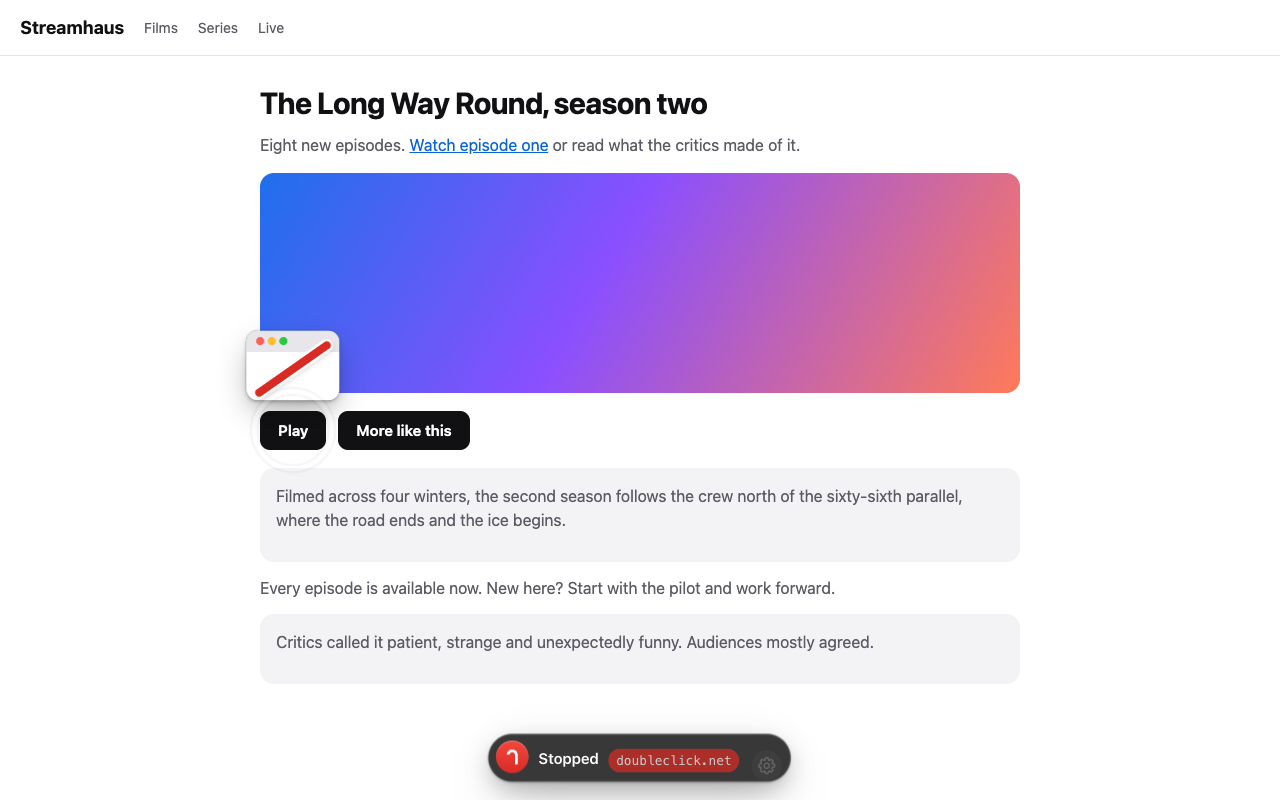 Streamhaus Films Series Live
The Long Way Round, season two
Eight new episodes. Watch episode one or read what the critics made of it.
Play More like this
Filmed across four winters, the second season follows the crew north of the sixty-sixth parallel,
where the road ends and the ice begins.
Every episode is available now. New here? Start with the pilot and work forward.
Critics called it patient, strange and unexpectedly funny. Audiences mostly agreed.
Stopped doubleclick.net